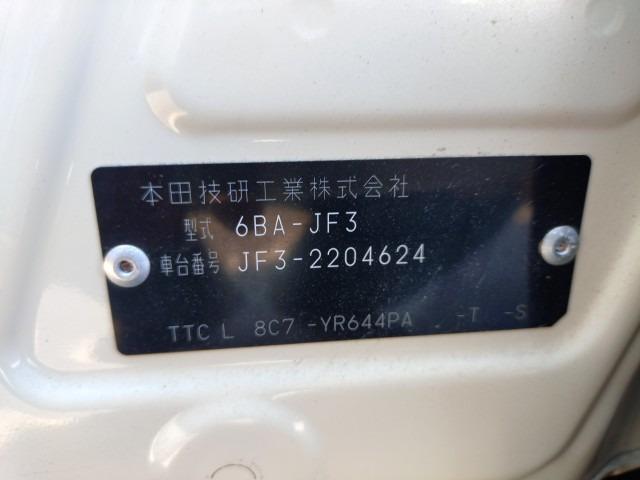 本田技研工業株式会社
型式 6BA-JF3
車台番号 JF3-2204624
TTC L 8C7 -YR644PA -T -S